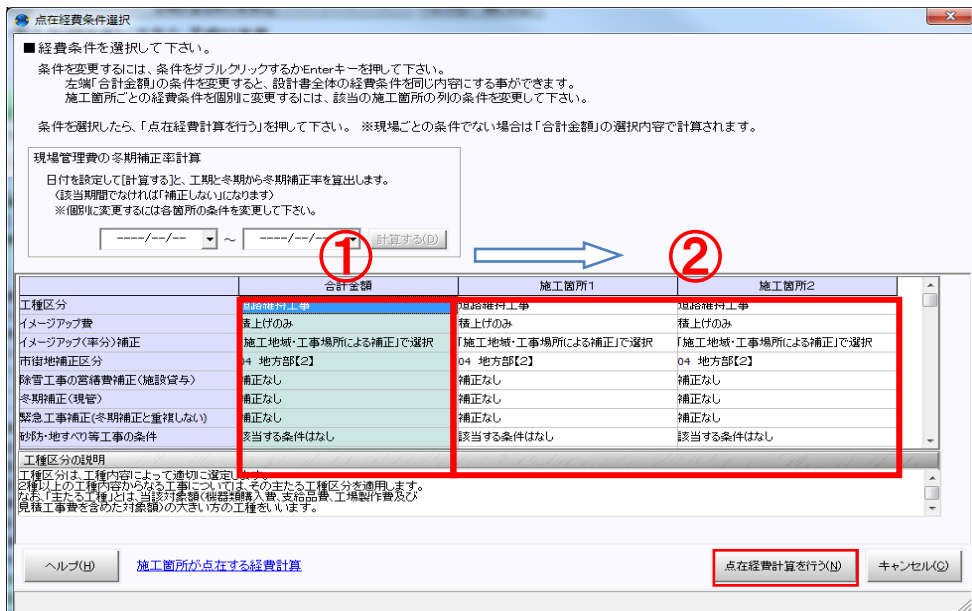 点在経費条件選択
■経費条件を選択して下さい。
条件を変更するには、条件をダブルクリックするかEnterキーを押して下さい。
左端「合計金額」の条件を変更すると、設計書全体の経費条件を同じ内容にする事ができます。
施工箇所ごとの経費条件を個別に変更するには、該当の施工箇所の列の条件を変更して下さい。
条件を選択したら、「点在経費計算を行う」を押して下さい。 ※現場ごとの条件でない場合は「合計金額」の選択内容で計算されます。
現場管理費の冬期補正率計算
日付を設定して[計算する]と、工期と冬期から冬期補正率を算出します。
(該当期間でなければ「補正しない」になります)
※個別に変更するには各箇所の条件を変更して下さい。
----/--/-- ～ ----/--/-- 計算する(D)
① ②
合計金額 施工箇所1 施工箇所2
工種区分 道路維持工事 道路維持工事 道路維持工事
イメージアップ費 積上げのみ 積上げのみ 積上げのみ
イメージアップ(率分)補正 「施工地域・工事場所による補正」で選択 「施工地域・工事場所による補正」で選択 「施工地域・工事場所による補正」で選択
市街地補正区分 04 地方部【2】 04 地方部【2】 04 地方部【2】
除雪工事の営繕費補正(施設貸与) 補正なし 補正なし 補正なし
冬期補正(現管) 補正なし 補正なし 補正なし
緊急工事補正(冬期補正と重複しない) 補正なし 補正なし 補正なし
砂防・地すべり等工事の条件 該当する条件はなし 該当する条件はなし 該当する条件はなし
工種区分の説明
工種区分は、工種内容によって適切に選定します。
2種以上の工種内容からなる工事については、その主たる工種区分を適用します。
なお、「主たる工種」とは、当該対象額(機器類購入費、支給品費、工場製作費及び
見積工事費を含めた対象額)の大きい方の工種をいいます。
ヘルプ(H) 施工箇所が点在する経費計算 点在経費計算を行う(N) キャンセル(C)